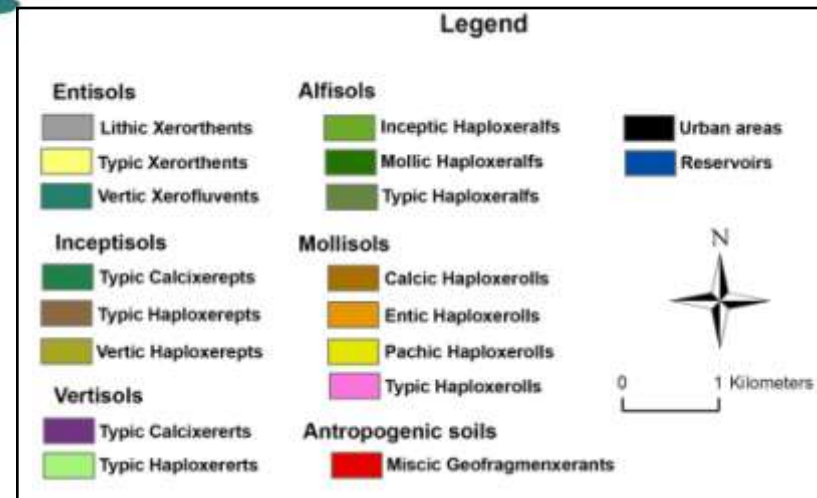 Legend
Entisols
Lithic Xerorthents
Typic Xerorthents
Vertic Xerofluvents
Inceptisols
Typic Calcixerepts
Typic Haploxerepts
Vertic Haploxerepts
Vertisols
Typic Calcixererts
Typic Haploxererts
Alfisols
Inceptic Haploxeralfs
Mollic Haploxeralfs
Typic Haploxeralfs
Mollisols
Calcic Haploxerolls
Entic Haploxerolls
Pachic Haploxerolls
Typic Haploxerolls
Antropogenic soils
Miscic Geofragmenxerants
Urban areas
Reservoirs
N
0 1 Kilometers